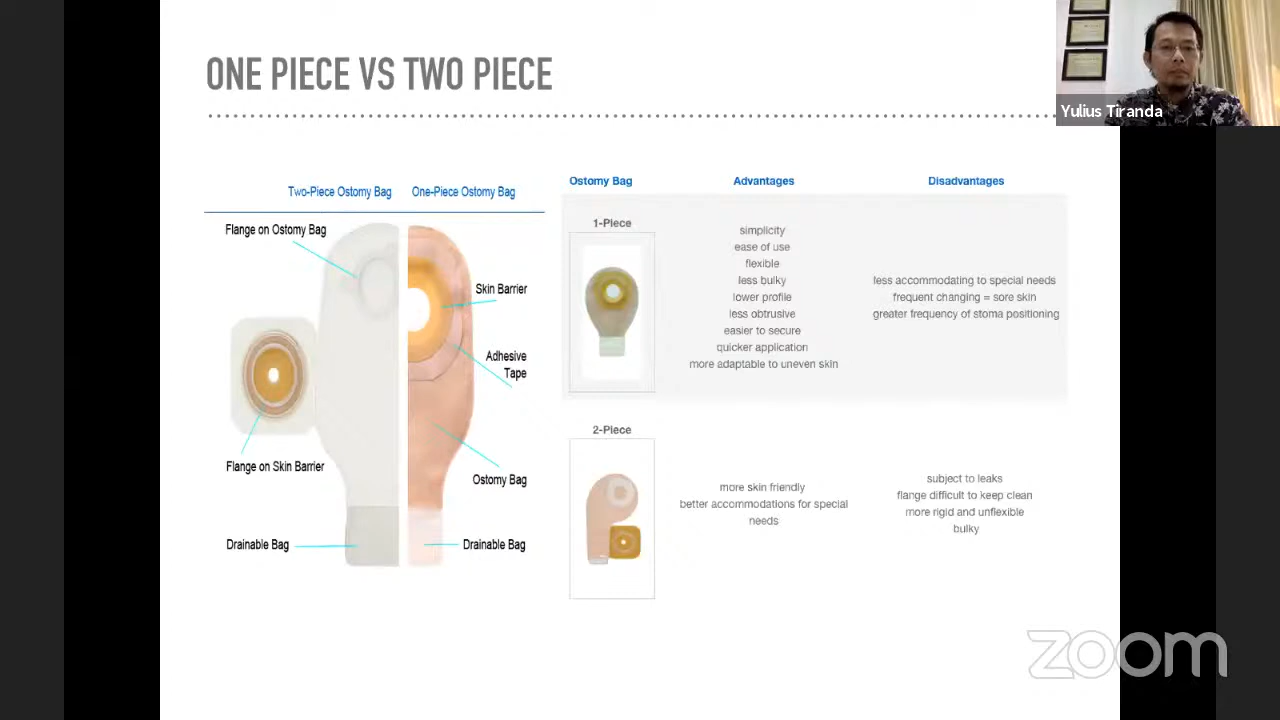 ONE PIECE VS TWO PIECE
Yulius Tiranda
Two-Piece Ostomy Bag
One-Piece Ostomy Bag
Flange on Ostomy Bag
Skin Barrier
Adhesive
Tape
Flange on Skin Barrier
Ostomy Bag
Drainable Bag
Drainable Bag
Ostomy Bag
Advantages
Disadvantages
1-Piece
simplicity
ease of use
flexible
less bulky
lower profile
less obtrusive
easier to secure
quicker application
more adaptable to uneven skin
less accommodating to special needs
frequent changing = sore skin
greater frequency of stoma positioning
2-Piece
more skin friendly
better accommodations for special
needs
subject to leaks
flange difficult to keep clean
more rigid and unflexible
bulky
zoom